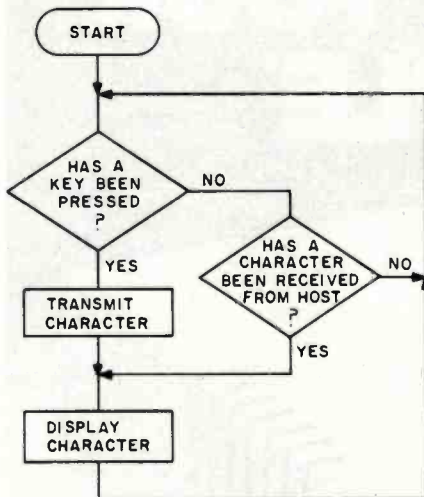 START
HAS A
KEY BEEN
PRESSED
?
NO
YES
HAS A
CHARACTER
BEEN RECEIVED
FROM HOST
?
NO
YES
TRANSMIT
CHARACTER
DISPLAY
CHARACTER